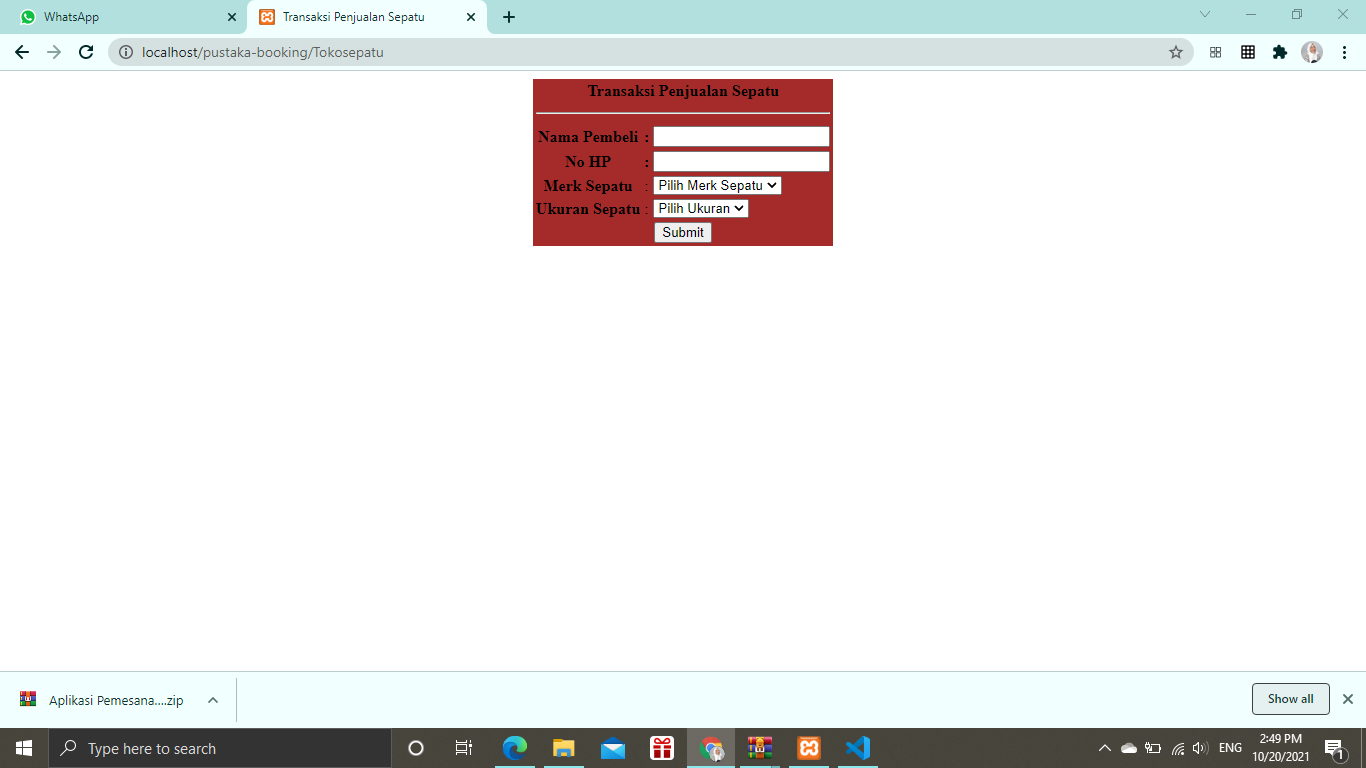 WhatsApp
Transaksi Penjualan Sepatu
localhost/pustaka-booking/Tokosepatu
Transaksi Penjualan Sepatu
Nama Pembeli :
No HP :
Merk Sepatu : Pilih Merk Sepatu
Ukuran Sepatu : Pilih Ukuran
Submit
Aplikasi Pemesana....zip
Show all
Type here to search
ENG
2:49 PM
10/20/2021
1